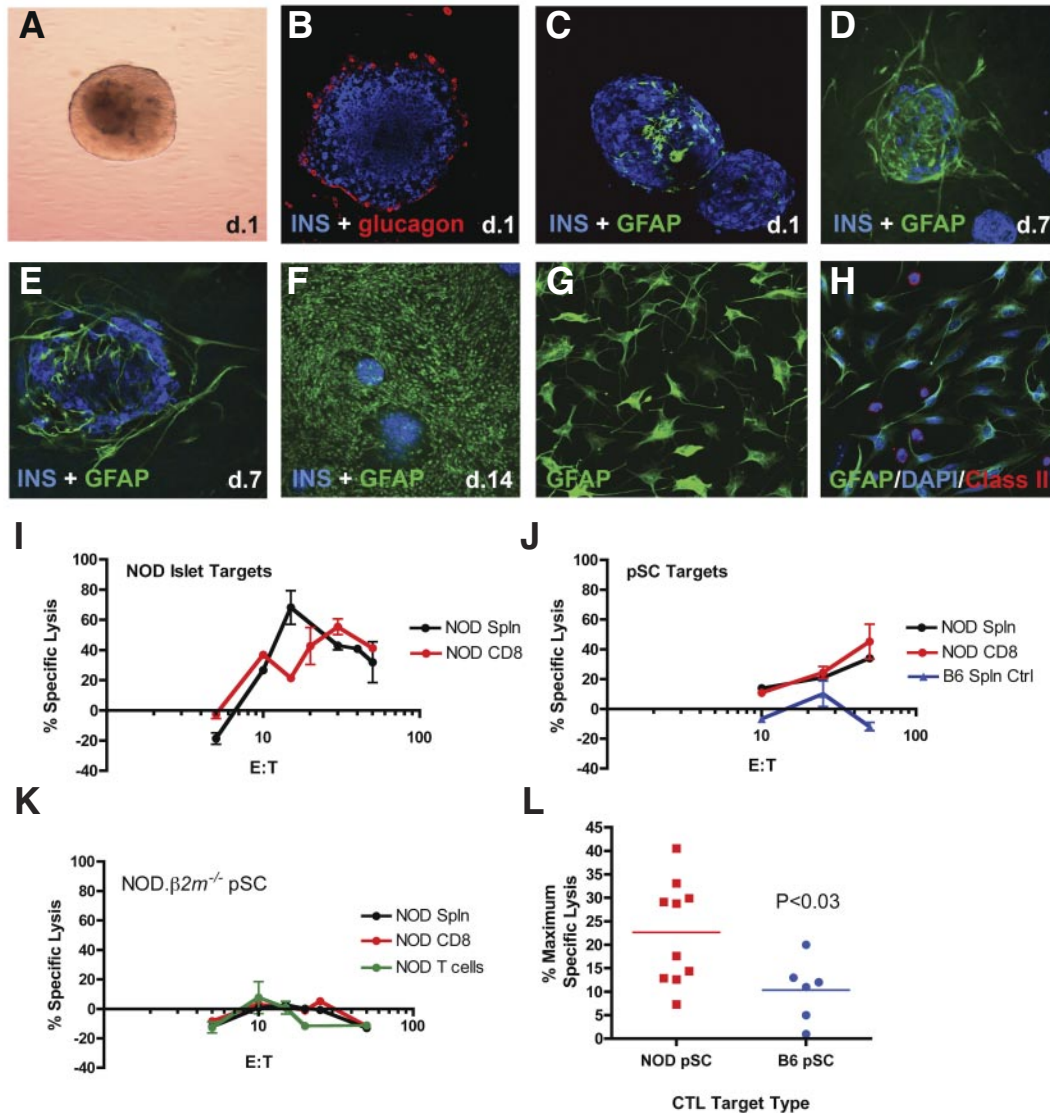 A
d.1
B
INS + glucagon
d.1
C
INS + GFAP
d.1
D
INS + GFAP
d.7
E
INS + GFAP
d.7
F
INS + GFAP
d.14
G
GFAP
H
GFAP/DAPI/Class II
I
NOD Islet Targets
% Specific Lysis
100
80
60
40
20
0
-20
-40
10
100
E:T
NOD Spln
NOD CD8
J
pSC Targets
% Specific Lysis
100
80
60
40
20
0
-20
-40
10
100
E:T
NOD Spln
NOD CD8
B6 Spln Ctrl
K
NOD.β2m-/- pSC
% Specific Lysis
100
80
60
40
20
0
-20
-40
10
100
E:T
NOD Spln
NOD CD8
NOD T cells
L
% Maximum
Specific Lysis
45
40
35
30
25
20
15
10
5
0
P<0.03
NOD pSC
B6 pSC
CTL Target Type